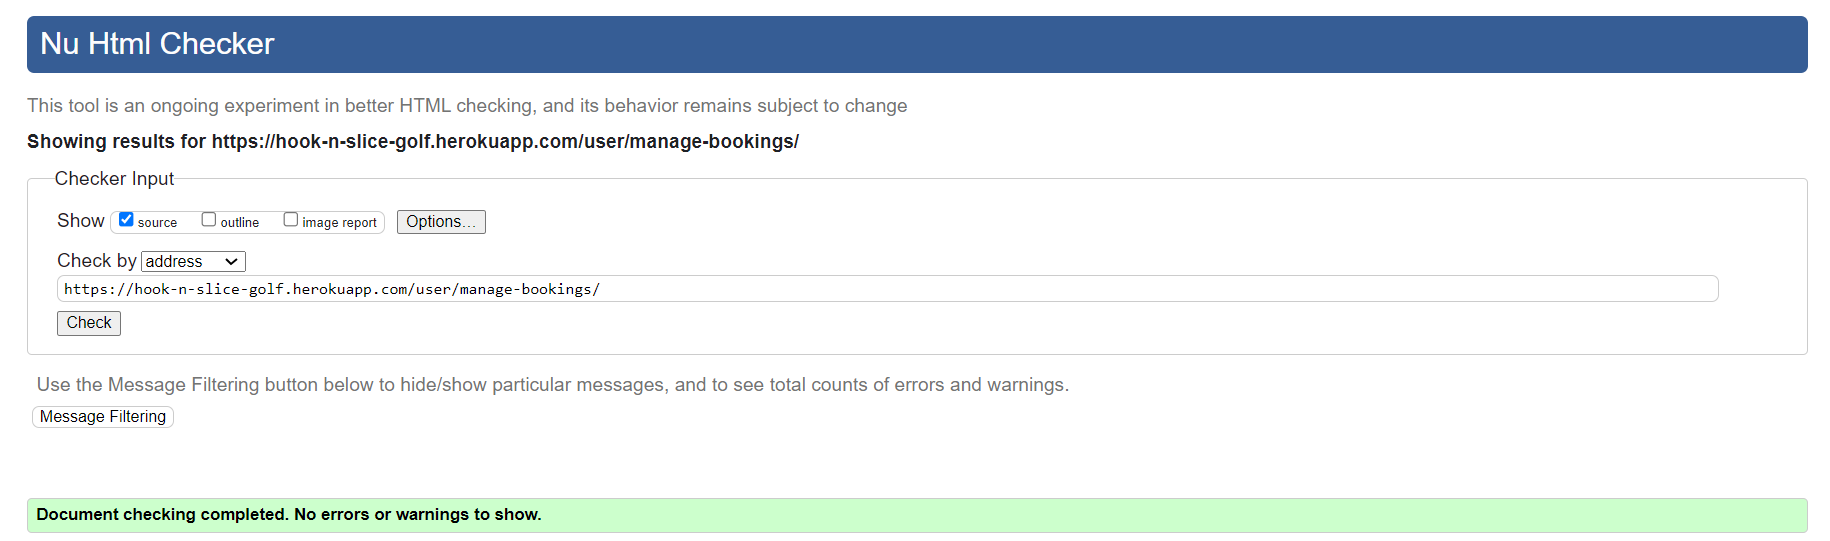 Nu Html Checker
This tool is an ongoing experiment in better HTML checking, and its behavior remains subject to change
Showing results for https://hook-n-slice-golf.herokuapp.com/user/manage-bookings/
Checker Input
Show source outline image report Options...
Check by address
https://hook-n-slice-golf.herokuapp.com/user/manage-bookings/
Check
Use the Message Filtering button below to hide/show particular messages, and to see total counts of errors and warnings.
Message Filtering
Document checking completed. No errors or warnings to show.